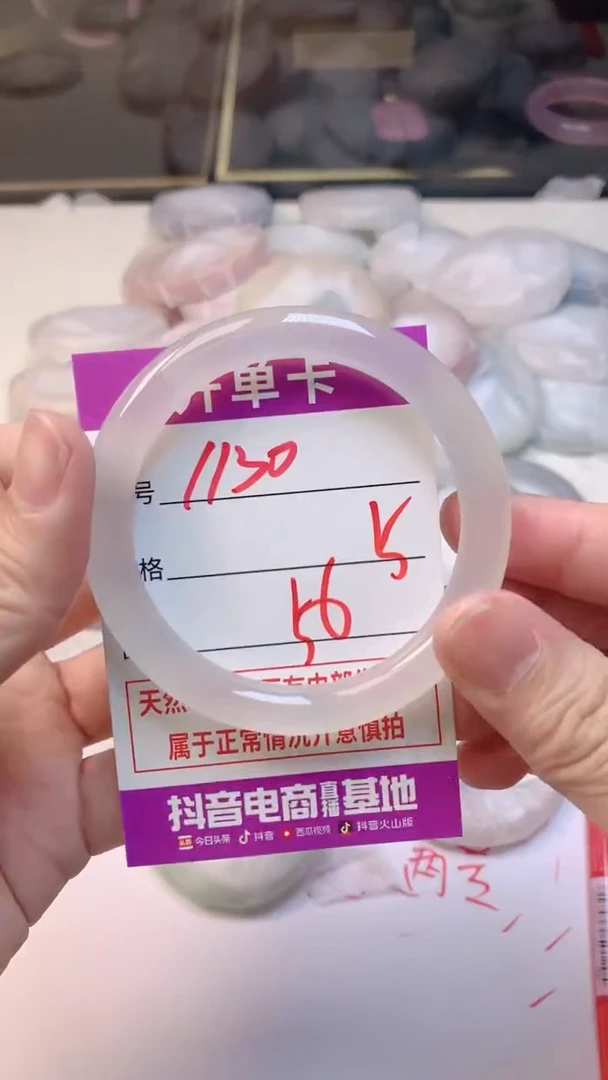 开单卡
号 1130
格 5
56
天然
属于正常情况介意慎拍
抖音电商直播基地
今日头条 抖音 西瓜视频 抖音火山版
两